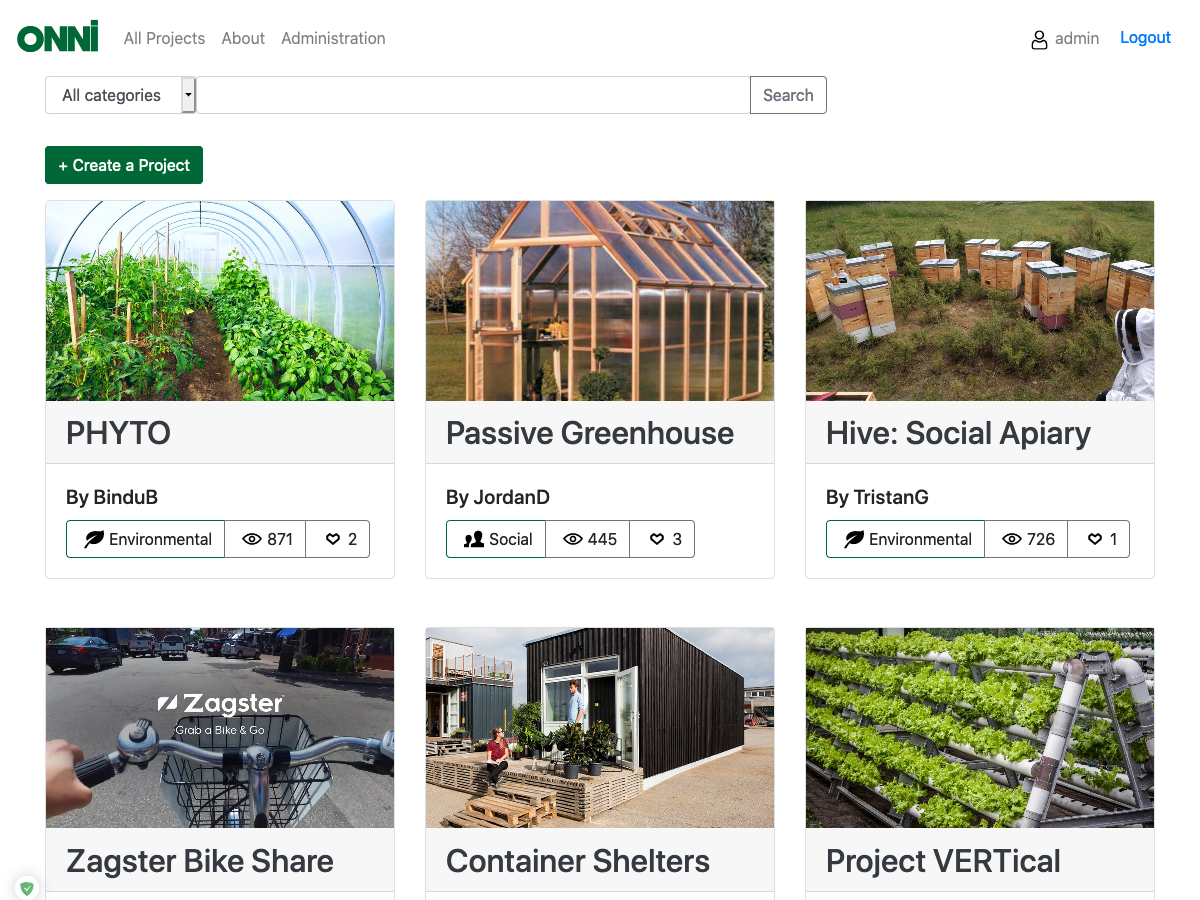 ONNi
All Projects About Administration admin Logout
All categories Search
+ Create a Project
PHYTO
By BinduB
Environmental 871 2
Passive Greenhouse
By JordanD
Social 445 3
Hive: Social Apiary
By TristanG
Environmental 726 1
Zagster
Grab a Bike & Go
Zagster Bike Share
Container Shelters
Project VERTical